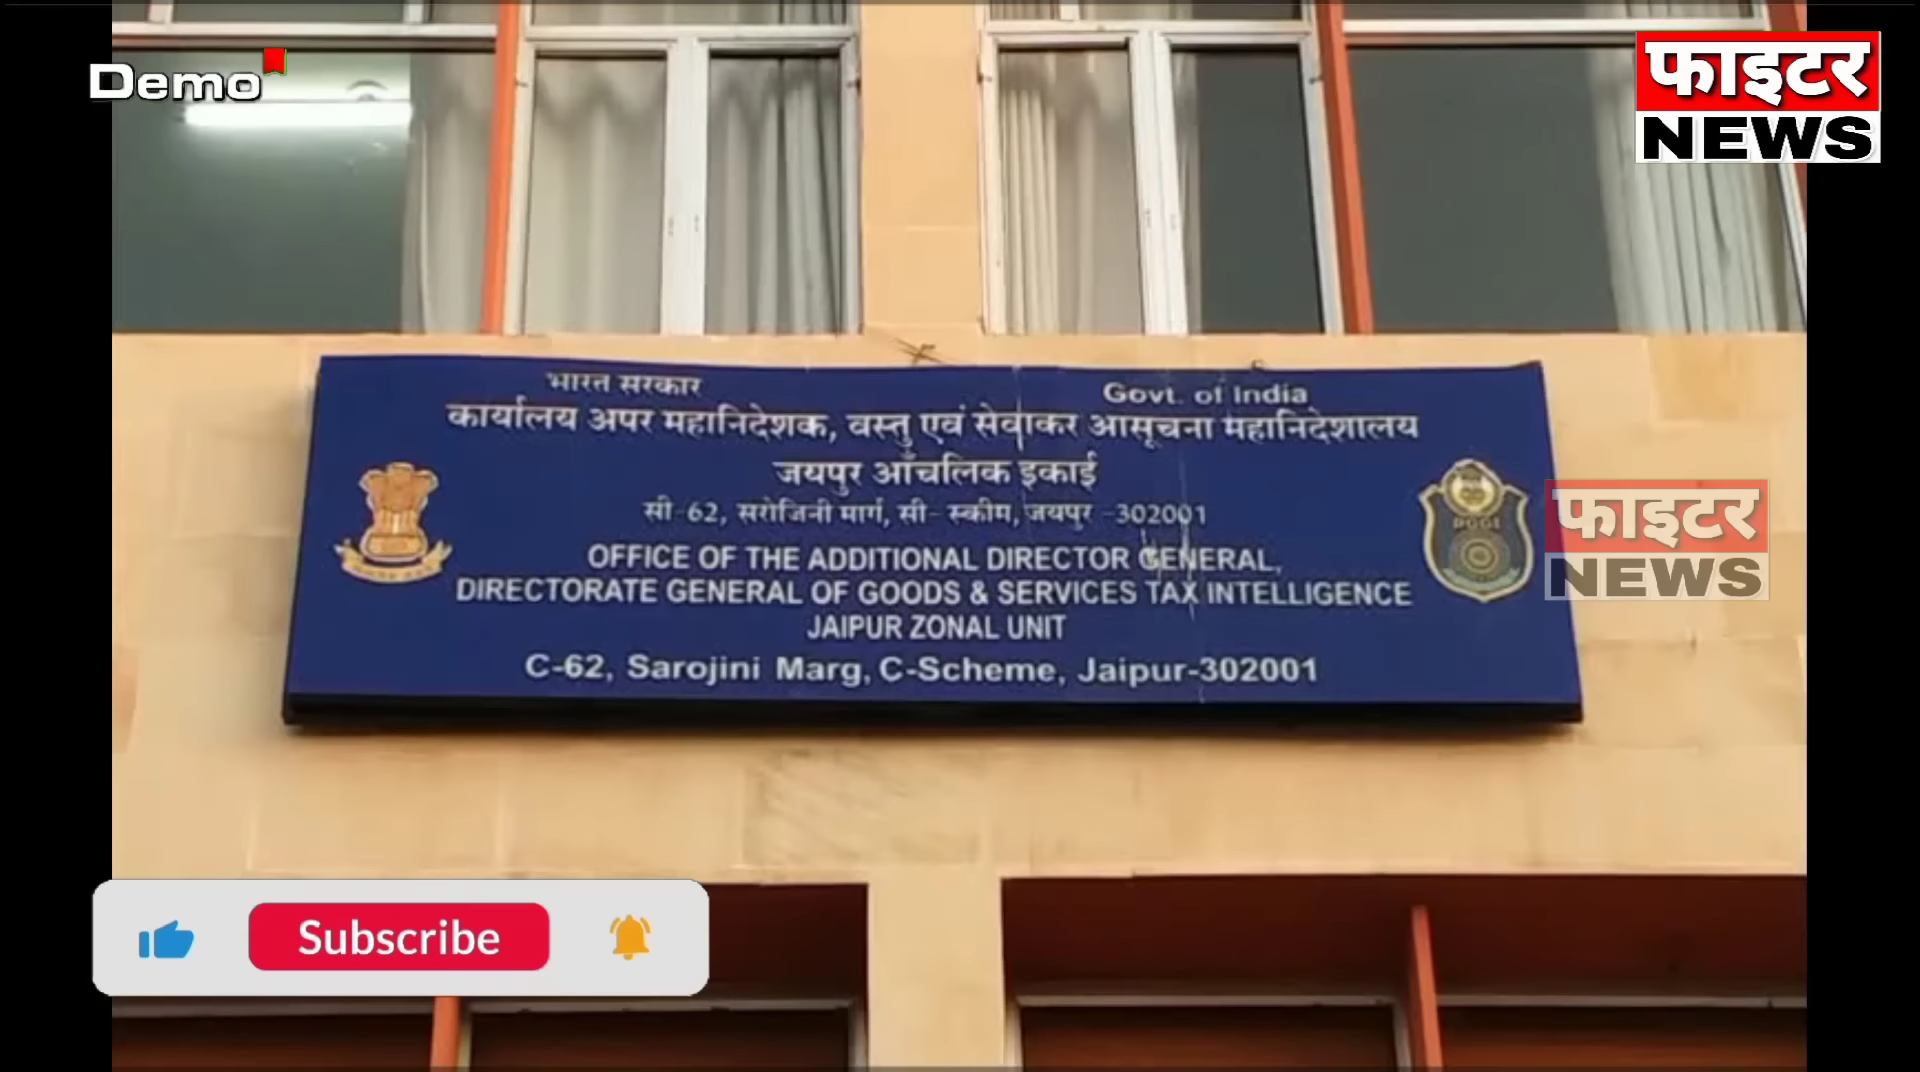 Demo
फाइटर
NEWS
भारत सरकार
Govt. of India
कार्यालय अपर महानिदेशक, वस्तु एवं सेवाकर आसूचना महानिदेशालय
जयपुर आँचलिक इकाई
सी-62, सरोजिनी मार्ग, सी- स्कीम, जयपुर -302001
OFFICE OF THE ADDITIONAL DIRECTOR GENERAL,
DIRECTORATE GENERAL OF GOODS & SERVICES TAX INTELLIGENCE
JAIPUR ZONAL UNIT
C-62, Sarojini Marg, C-Scheme, Jaipur-302001
DGGI
फाइटर
NEWS
Subscribe